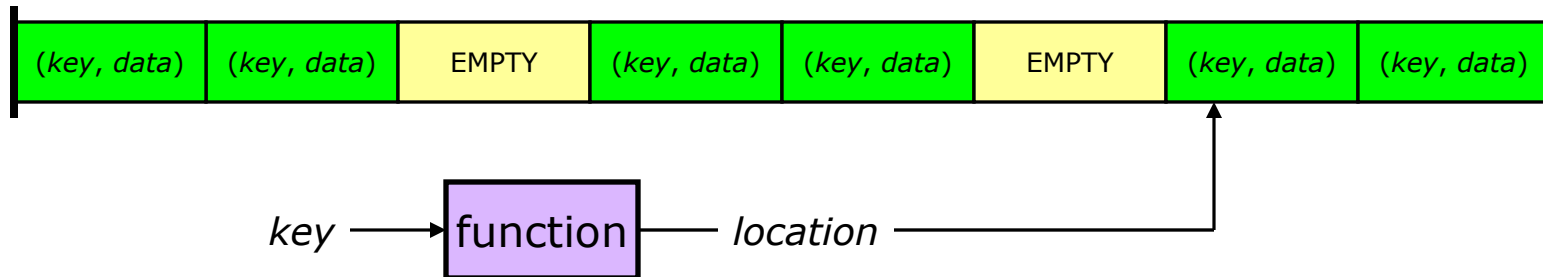 (key, data) (key, data) EMPTY (key, data) (key, data) EMPTY (key, data) (key, data)
key function location